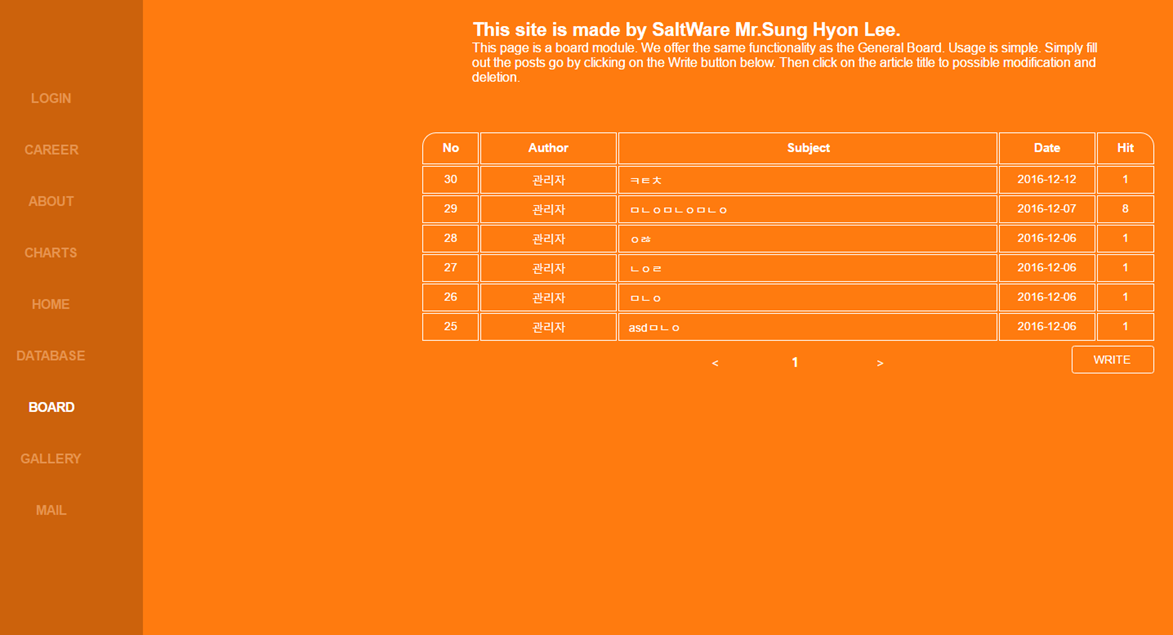 This site is made by SaltWare Mr.Sung Hyon Lee.
This page is a board module. We offer the same functionality as the General Board. Usage is simple. Simply fill
out the posts go by clicking on the Write button below. Then click on the article title to possible modification and
deletion.
LOGIN
CAREER
ABOUT
CHARTS
HOME
DATABASE
BOARD
GALLERY
MAIL
No Author Subject Date Hit
30 관리자 ㅋㅌㅊ 2016-12-12 1
29 관리자 ㅁㄴㅇㅁㄴㅇㅁㄴㅇ 2016-12-07 8
28 관리자 2016-12-06 1
27 관리자 ㄴㅇㄹ 2016-12-06 1
26 관리자 ㅁㄴㅇ 2016-12-06 1
25 관리자 asdㅁㄴㅇ 2016-12-06 1
< 1 >
WRITE